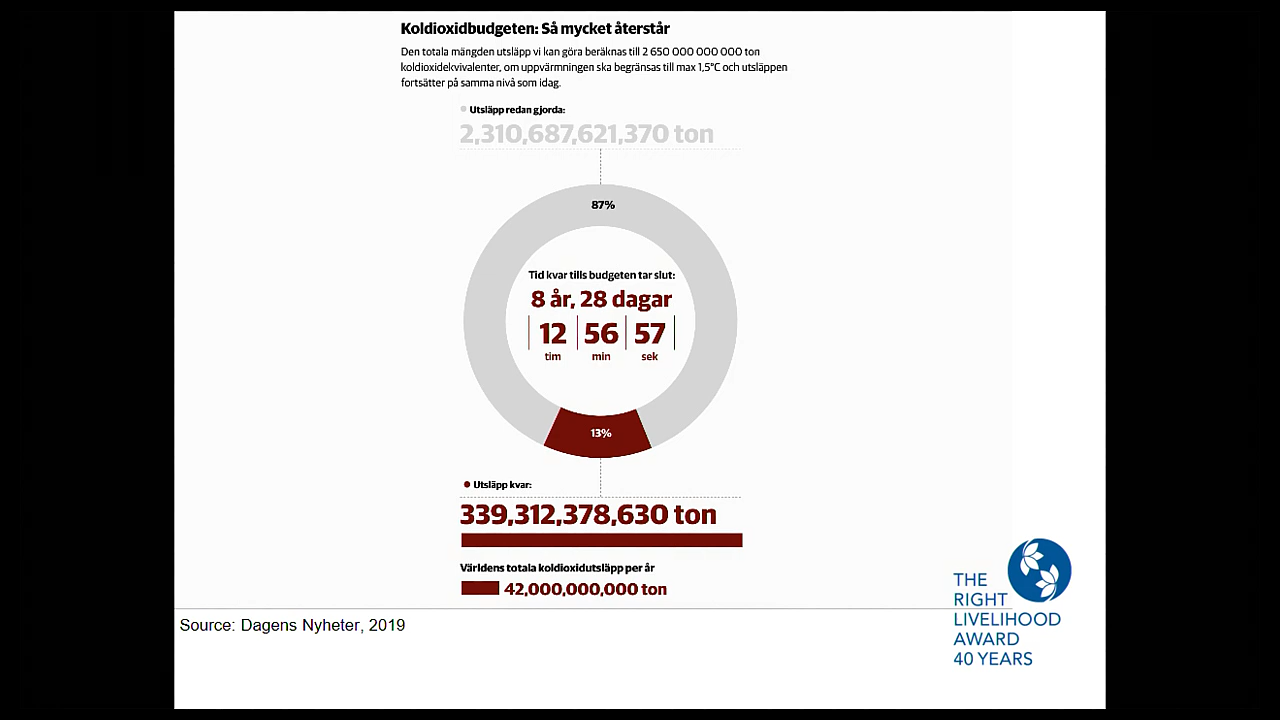 Koldioxidbudgeten: Så mycket återstår
Den totala mängden utsläpp vi kan göra beräknas till 2 650 000 000 000 ton
koldioxidekvivalenter, om uppvärmningen ska begränsas till max 1,5°C och utsläppen
fortsätter på samma nivå som idag.
Utsläpp redan gjorda:
2,310,687,621,370 ton
87%
Tid kvar tills budgeten tar slut:
8 år, 28 dagar
12 56 57
tim min sek
13%
Utsläpp kvar:
339,312,378,630 ton
Världens totala koldioxidutsläpp per år
42,000,000,000 ton
Source: Dagens Nyheter, 2019
THE
RIGHT
LIVELIHOOD
AWARD
40 YEARS